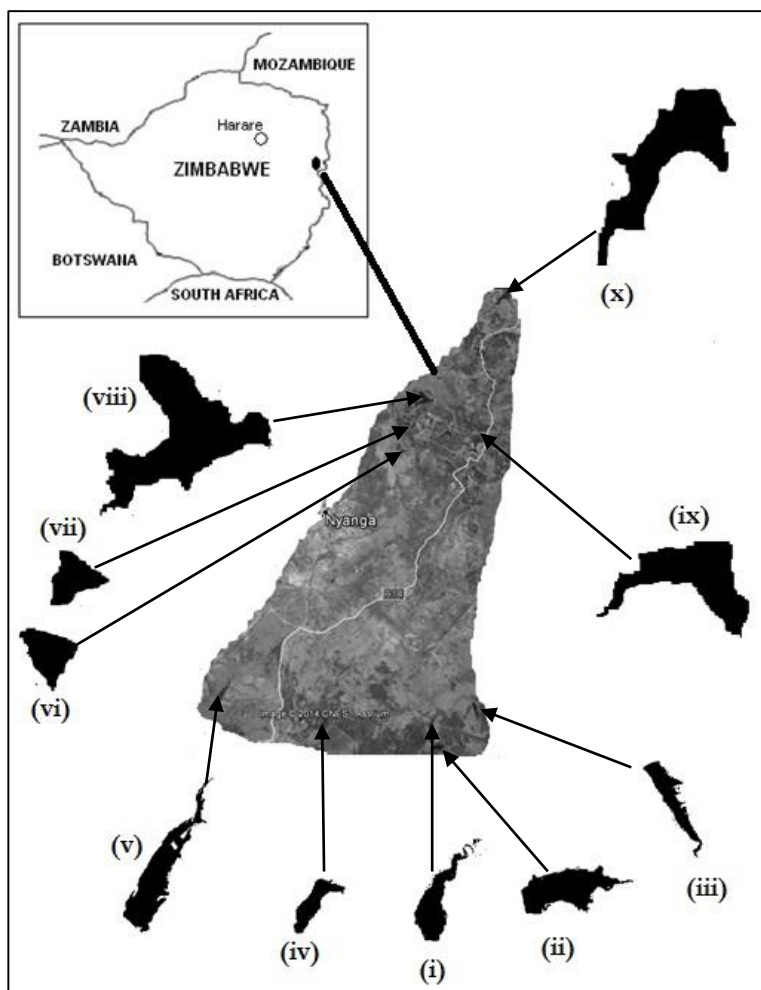 MOZAMBIQUE
ZAMBIA
Harare
ZIMBABWE
BOTSWANA
SOUTH AFRICA
(x)
(viii)
(vii)
(ix)
Nyanga
(vi)
Image © 2014 CNES / Astrium
(v)
(iii)
(iv)
(i)
(ii)